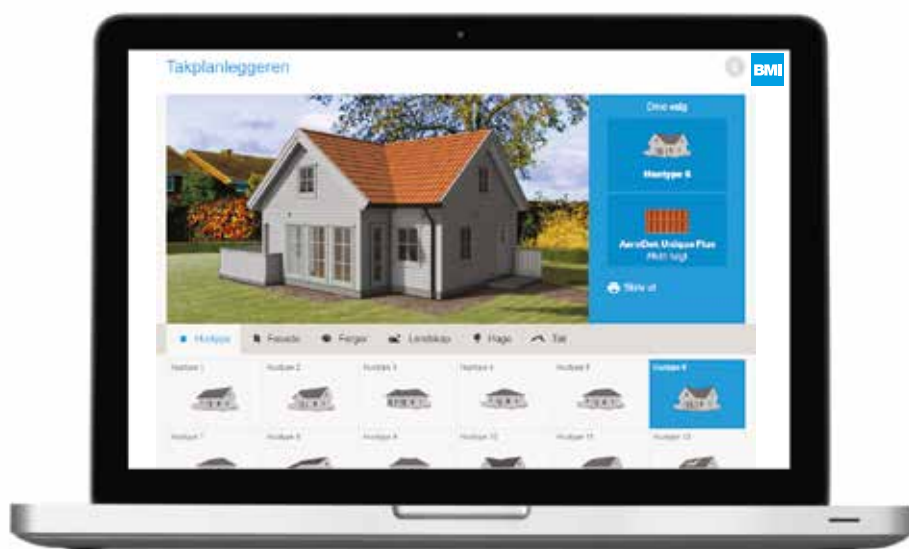 Takplanleggeren
BMI
Dine valg
Hustype 6
AeroDek Unique Plus
Skriv ut
Hustype
Fasade
Farger
Landskap
Hage
Tak
Hustype 1
Hustype 2
Hustype 3
Hustype 4
Hustype 5
Hustype 6
Hustype 7
Hustype 8
Hustype 9
Hustype 10
Hustype 11
Hustype 12